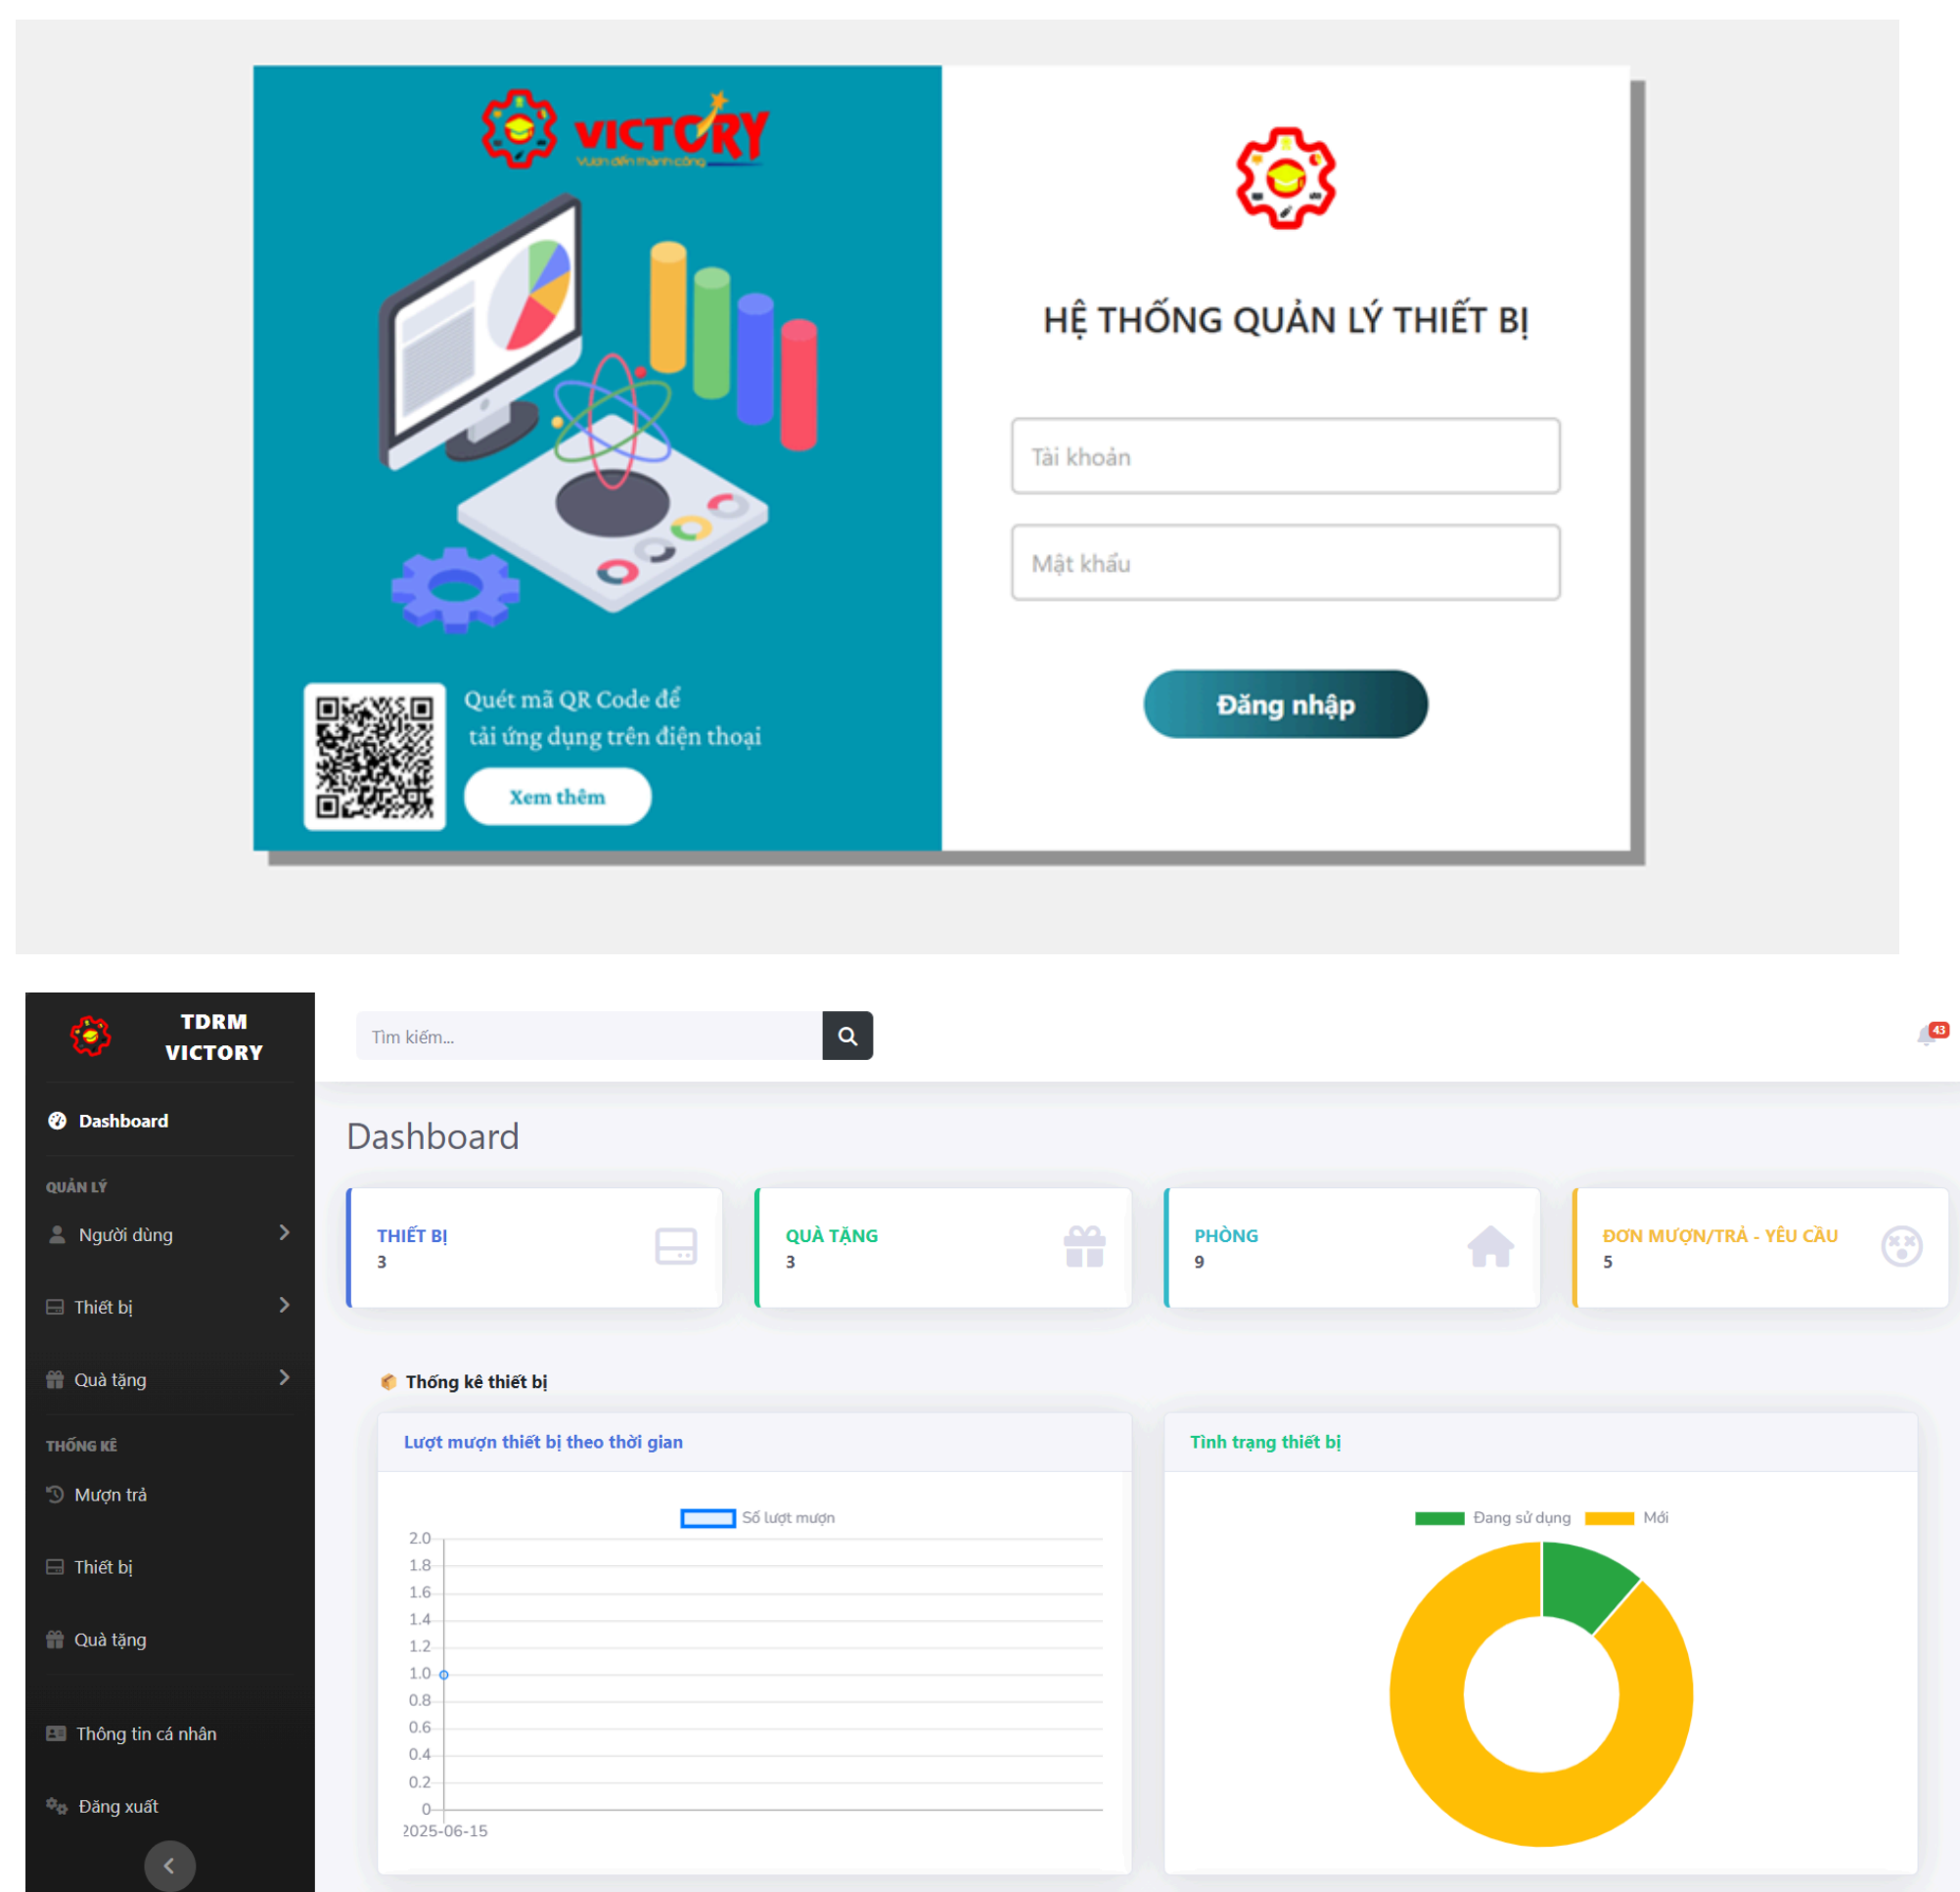 VICTORY
Vươn đến thành công
HỆ THỐNG QUẢN LÝ THIẾT BỊ
Tài khoản
Mật khẩu
Đăng nhập
Quét mã QR Code để
tải ứng dụng trên điện thoại
Xem thêm
TDRM
VICTORY
Tìm kiếm...
43
Dashboard
QUẢN LÝ
Người dùng
Thiết bị
Quà tặng
THỐNG KÊ
Mượn trả
Thiết bị
Quà tặng
Thông tin cá nhân
Đăng xuất
Dashboard
THIẾT BỊ
3
QUÀ TẶNG
3
PHÒNG
9
ĐƠN MƯỢN/TRẢ - YÊU CẦU
5
Thống kê thiết bị
Lượt mượn thiết bị theo thời gian
Số lượt mượn
2.0
1.8
1.6
1.4
1.2
1.0
0.8
0.6
0.4
0.2
0
2025-06-15
Tình trạng thiết bị
Đang sử dụng
Mới